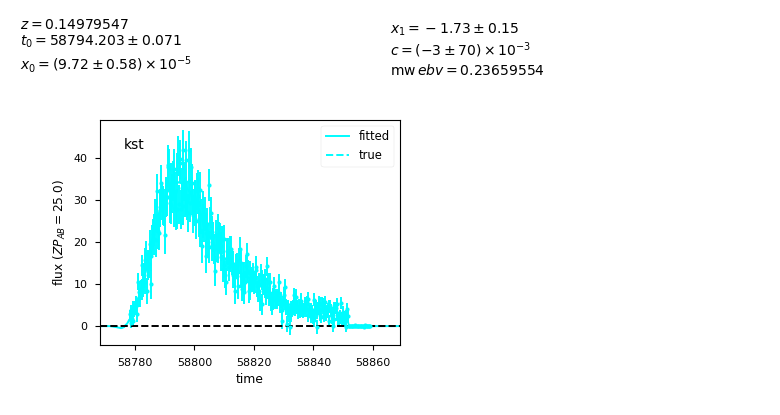 z = 0.14979547
t₀ = 58794.203 ± 0.071
x₀ = (9.72 ± 0.58) × 10⁻⁵
x₁ = − 1.73 ± 0.15
c = (−3 ± 70) × 10⁻³
mw ebv = 0.23659554
kst
fitted
true
flux (ZP_AB = 25.0)
40
30
20
10
0
58780 58800 58820 58840 58860
time